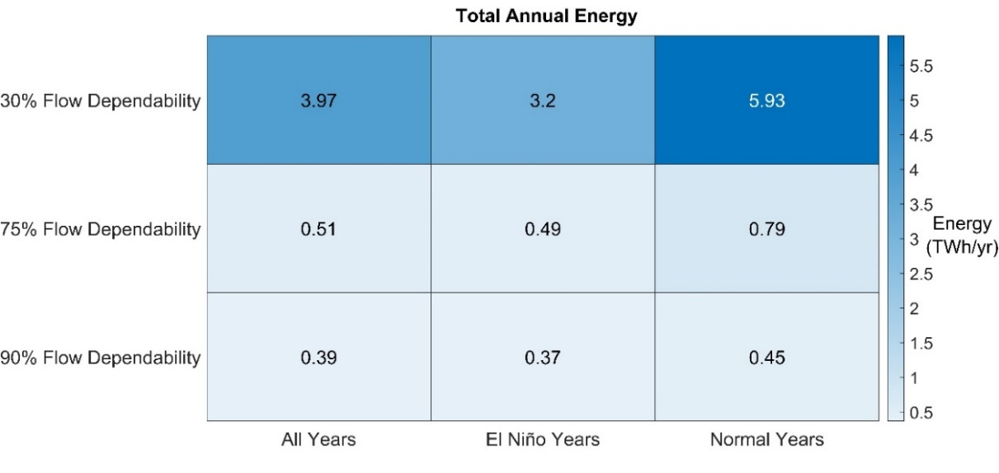 Total Annual Energy
30% Flow Dependability 3.97 3.2 5.93
75% Flow Dependability 0.51 0.49 0.79
90% Flow Dependability 0.39 0.37 0.45
All Years El Niño Years Normal Years
5.5
5
4.5
4
3.5
3
2.5
2
1.5
1
0.5
Energy
(TWh/yr)